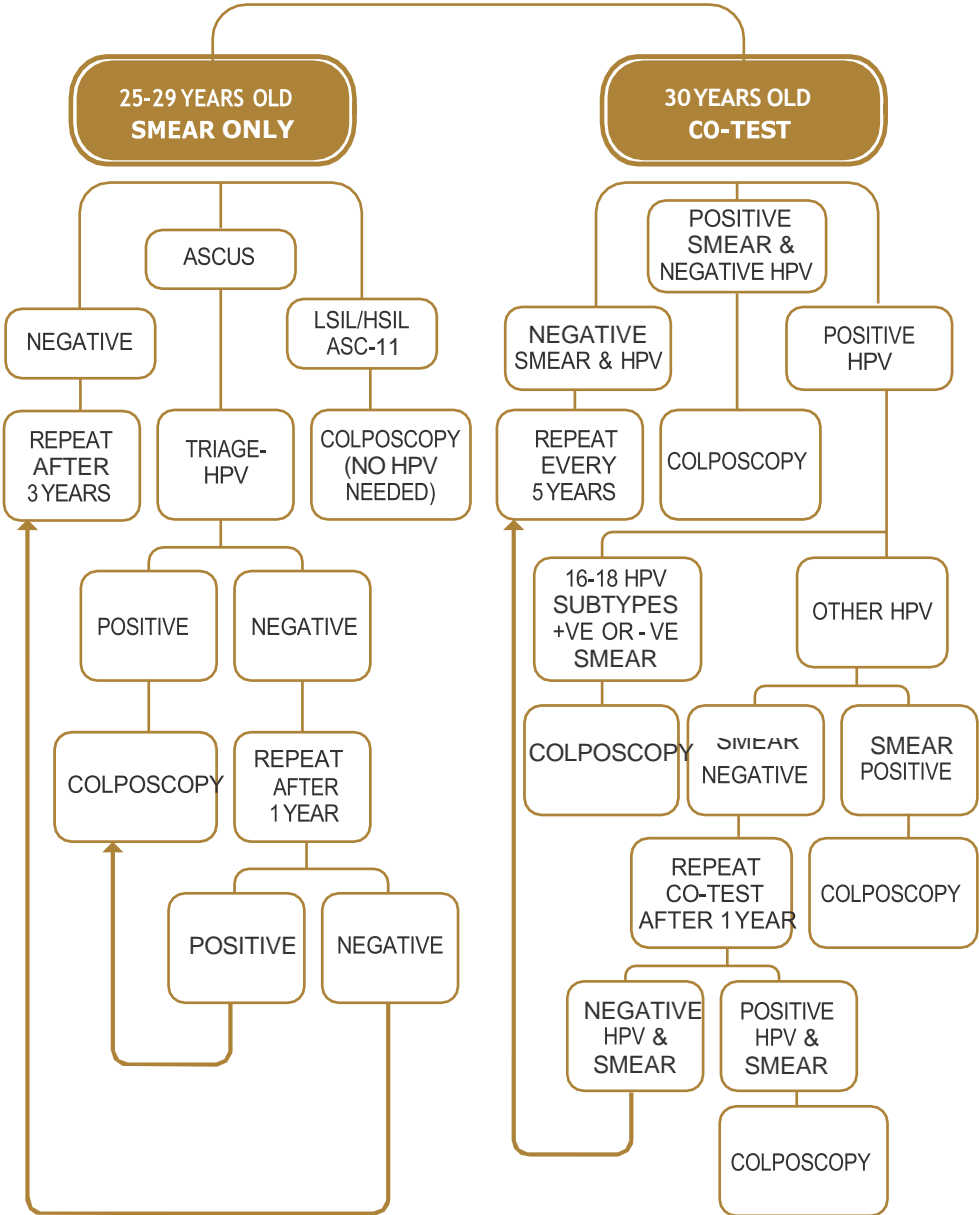 25-29 YEARS OLD
SMEAR ONLY
NEGATIVE
REPEAT
AFTER
3 YEARS
ASCUS
TRIAGE-
HPV
POSITIVE
COLPOSCOPY
NEGATIVE
REPEAT
AFTER
1 YEAR
POSITIVE
NEGATIVE
LSIL/HSIL
ASC-11
COLPOSCOPY
(NO HPV
NEEDED)
30 YEARS OLD
CO-TEST
NEGATIVE
SMEAR & HPV
REPEAT
EVERY
5 YEARS
POSITIVE
SMEAR &
NEGATIVE HPV
COLPOSCOPY
POSITIVE
HPV
16-18 HPV
SUBTYPES
+VE OR - VE
SMEAR
COLPOSCOPY
OTHER HPV
SMEAR
NEGATIVE
REPEAT
CO-TEST
AFTER 1 YEAR
NEGATIVE
HPV &
SMEAR
POSITIVE
HPV &
SMEAR
COLPOSCOPY
SMEAR
POSITIVE
COLPOSCOPY